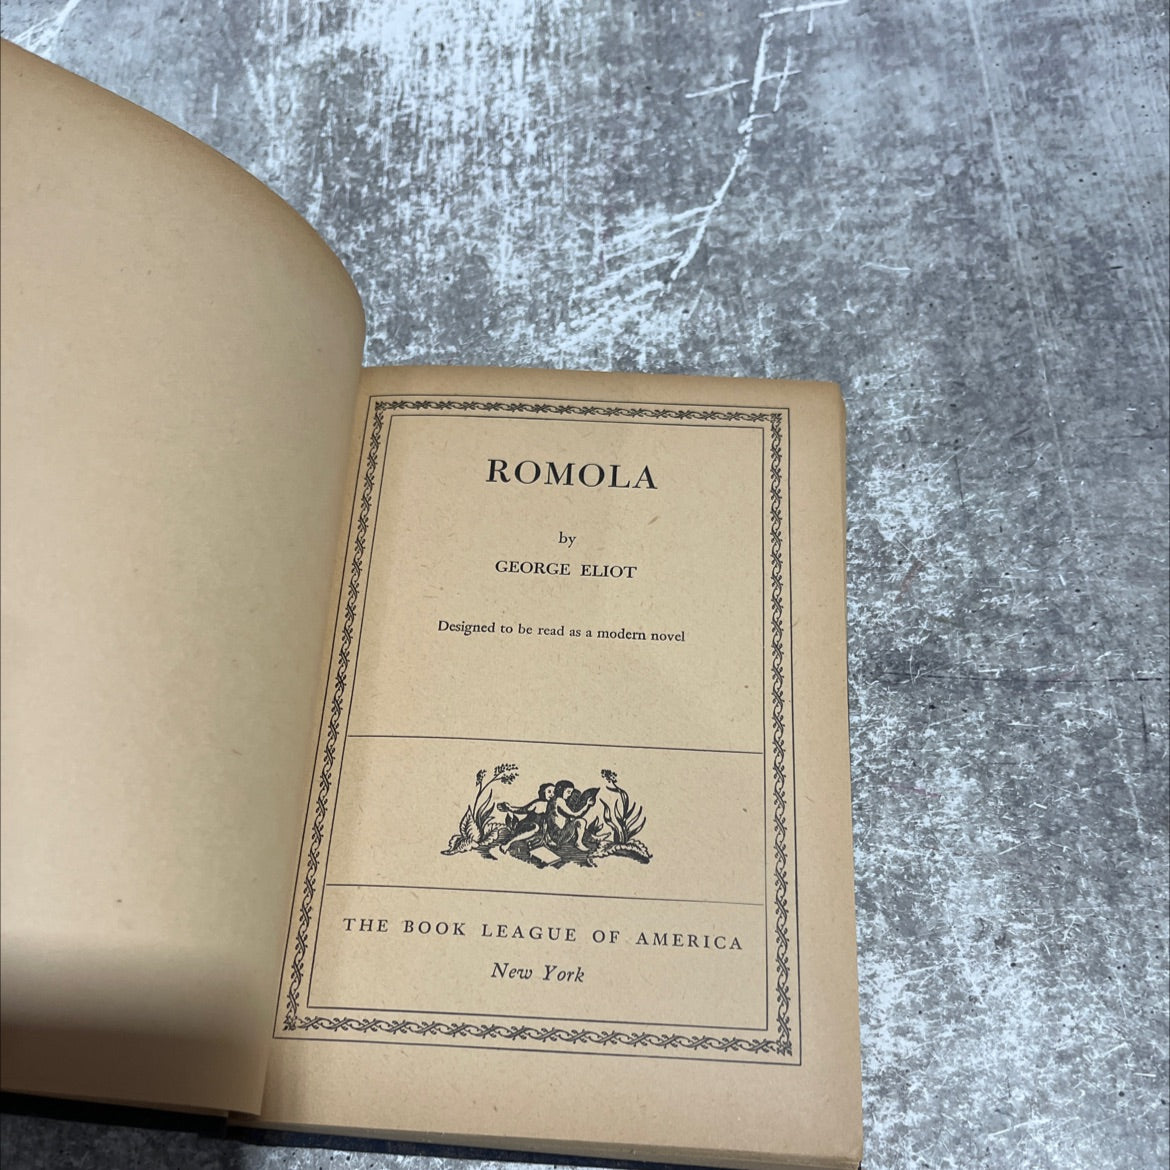 ROMOLA
by
GEORGE ELIOT
Designed to be read as a modern novel
THE BOOK LEAGUE OF AMERICA
New York